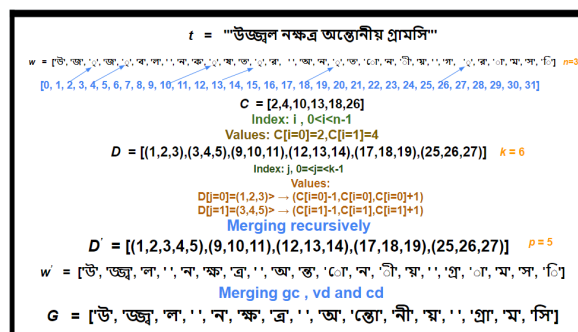 t = "'উজ্জ্বল নক্ষত্র অন্তোনীয় গ্রামসি'"
w = ['উ', 'জ', '্', 'জ', '্', 'ব', 'ল', ' ', 'ন', 'ক', '্', 'ষ', 'ত', '্', 'র', ' ', 'অ', 'ন', '্', 'ত', 'ো', 'ন', 'ী', 'য়', ' ', 'গ', '্', 'র', 'া', 'ম', 'স', 'ি']
[0, 1, 2, 3, 4, 5, 6, 7, 8, 9, 10, 11, 12, 13, 14, 15, 16, 17, 18, 19, 20, 21, 22, 23, 24, 25, 26, 27, 28, 29, 30, 31]
C = [2,4,10,13,18,26]
Index: i , 0<i<n-1
Values: C[i=0]=2,C[i=1]=4
D = [(1,2,3),(3,4,5),(9,10,11),(12,13,14),(17,18,19),(25,26,27)] k = 6
Index: j, 0=<j=<k-1
Values:
D[j=0]=(1,2,3)> → (C[i=0]-1,C[i=0],C[i=0]+1)
D[j=1]=(3,4,5)> → (C[i=1]-1,C[i=1],C[i=1]+1)
Merging recursively
D' = [(1,2,3,4,5),(9,10,11),(12,13,14),(17,18,19),(25,26,27)] p = 5
w' = ['উ', 'জ্জ্ব', 'ল', ' ', 'ন', 'ক্ষ', 'ত্র', ' ', 'অ', 'ন্ত', 'ো', 'ন', 'ী', 'য়', ' ', 'গ্র', 'া', 'ম', 'স', 'ি']
Merging gc , vd and cd
G = ['উ', 'জ্জ্ব', 'ল', ' ', 'ন', 'ক্ষ', 'ত্র', ' ', 'অ', 'ন্তো', 'নী', 'য়', ' ', 'গ্রা', 'ম', 'সি']